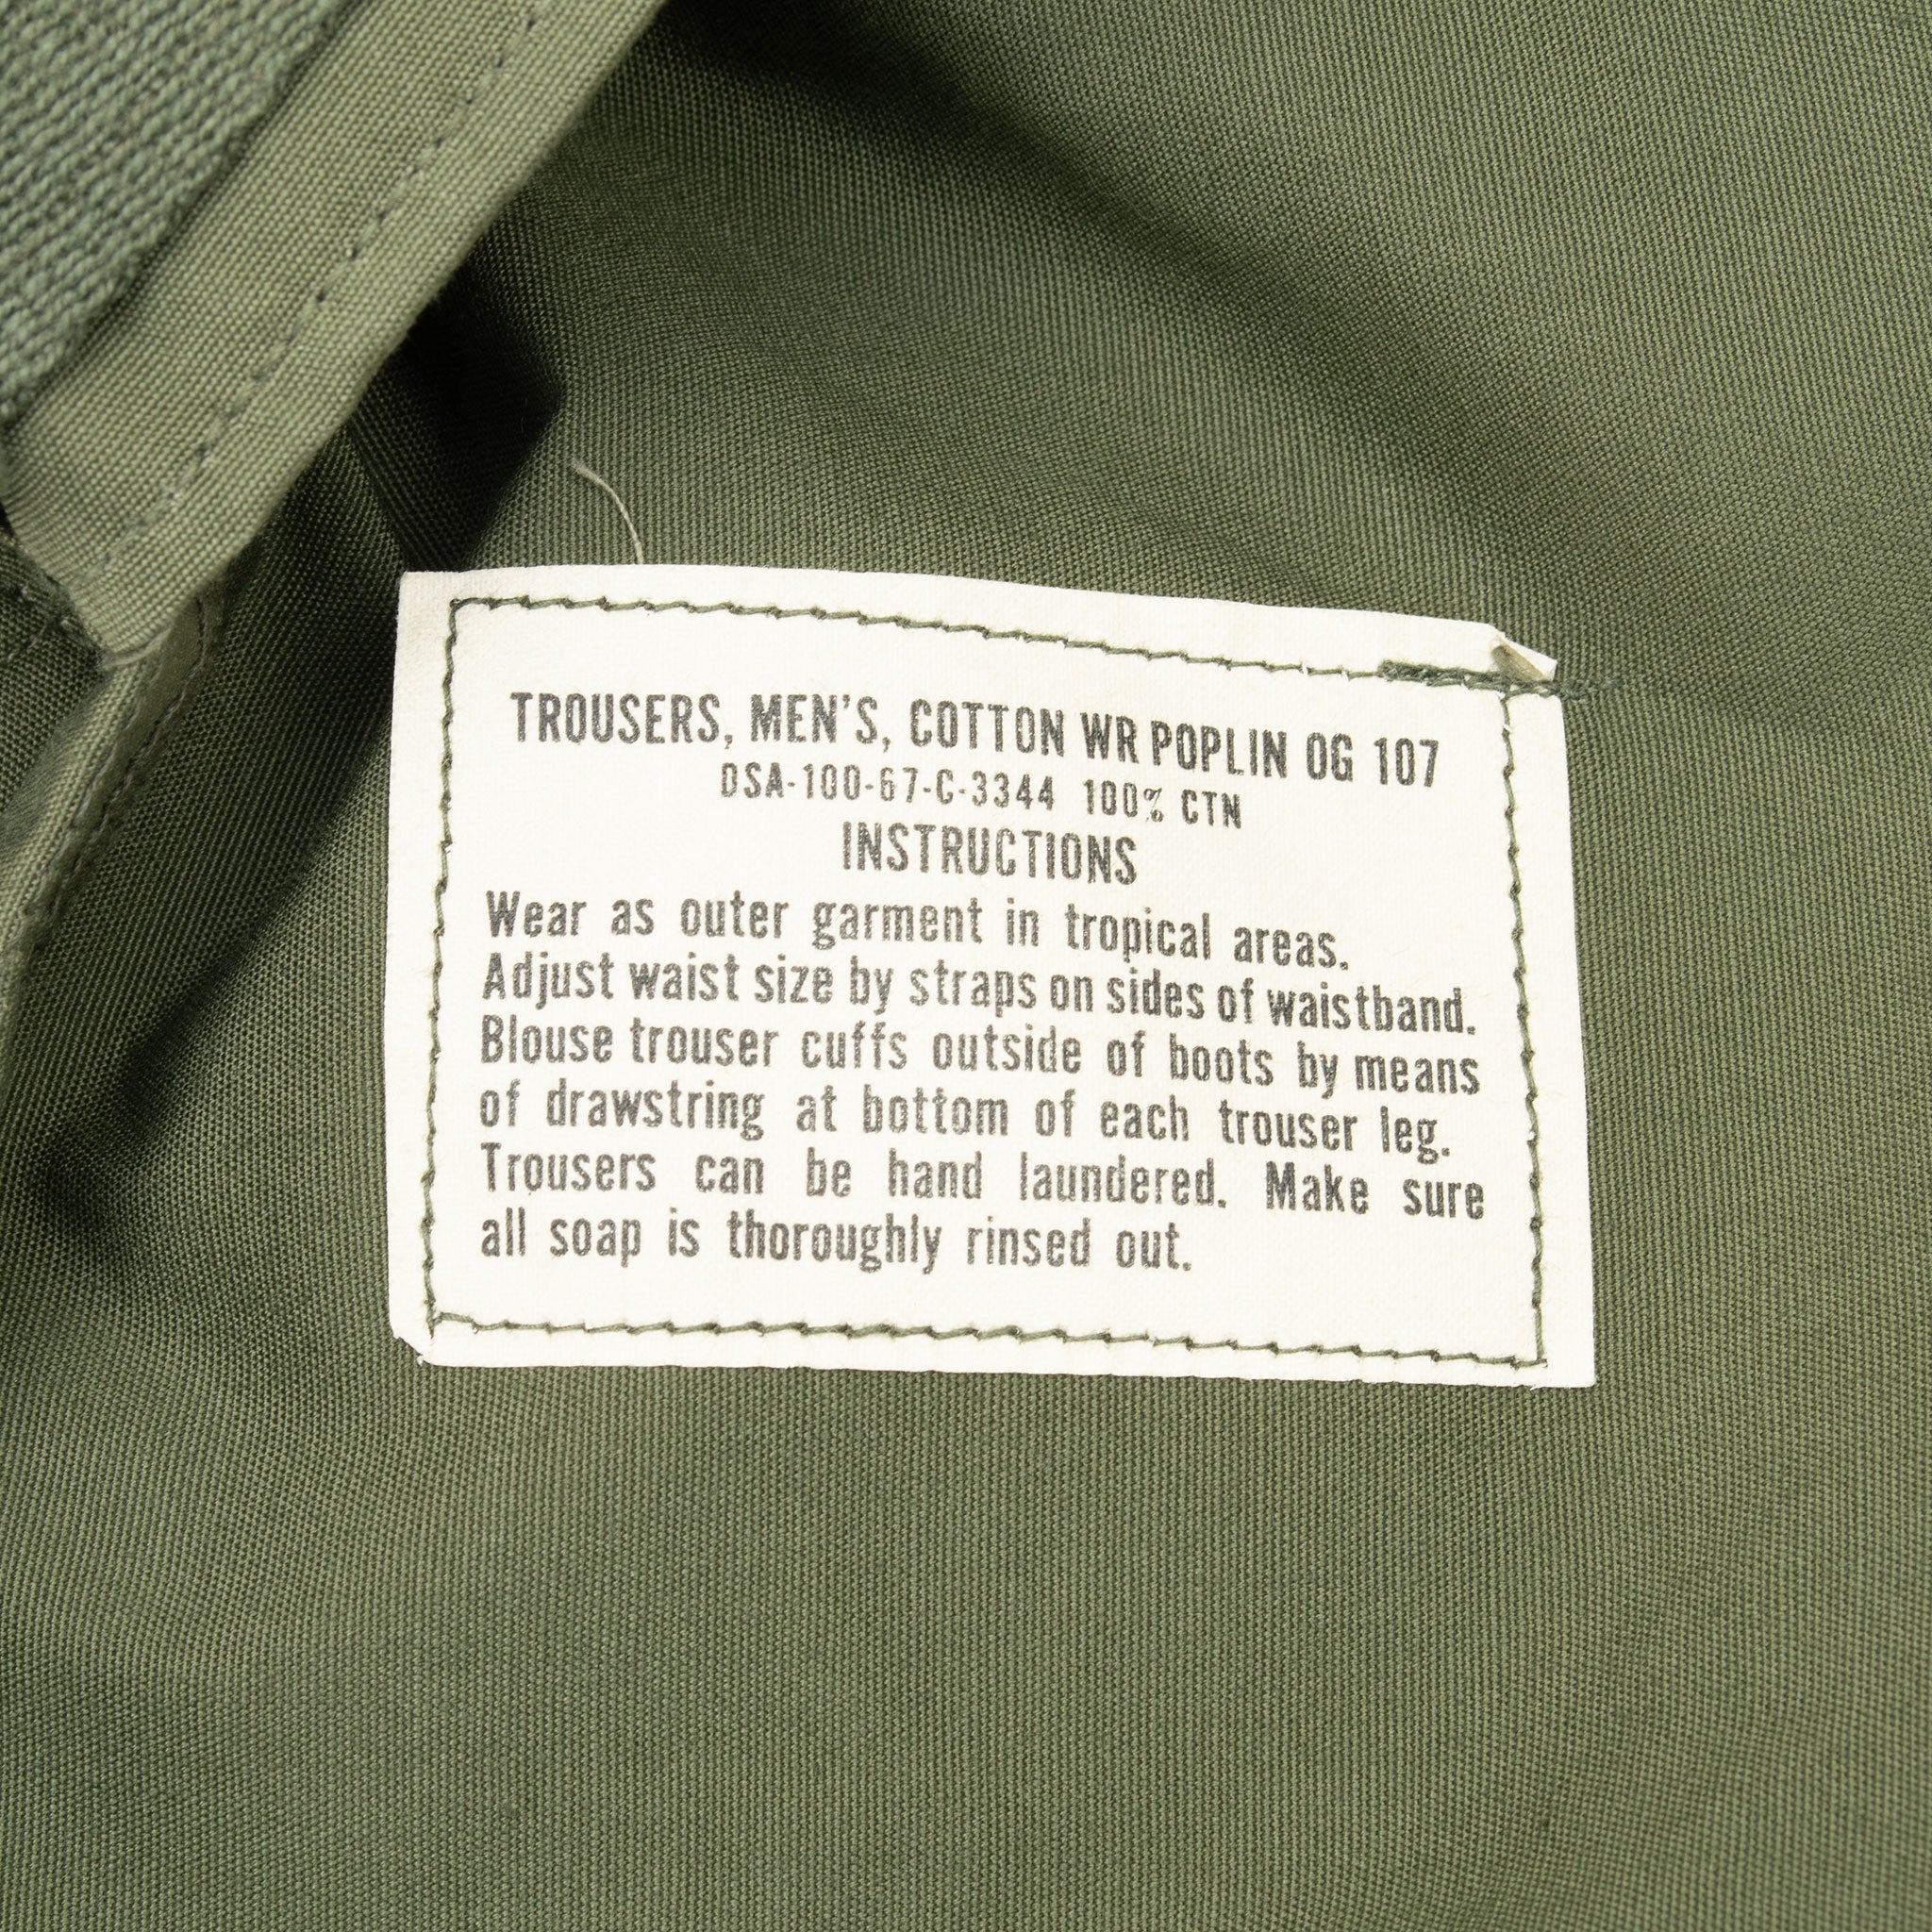 TROUSERS, MEN'S, COTTON WR POPLIN OG 107
DSA-100-67-C-3344 100% CTN
INSTRUCTIONS
Wear as outer garment in tropical areas.
Adjust waist size by straps on sides of waistband.
Blouse trouser cuffs outside of boots by means
of drawstring at bottom of each trouser leg.
Trousers can be hand laundered. Make sure
all soap is thoroughly rinsed out.